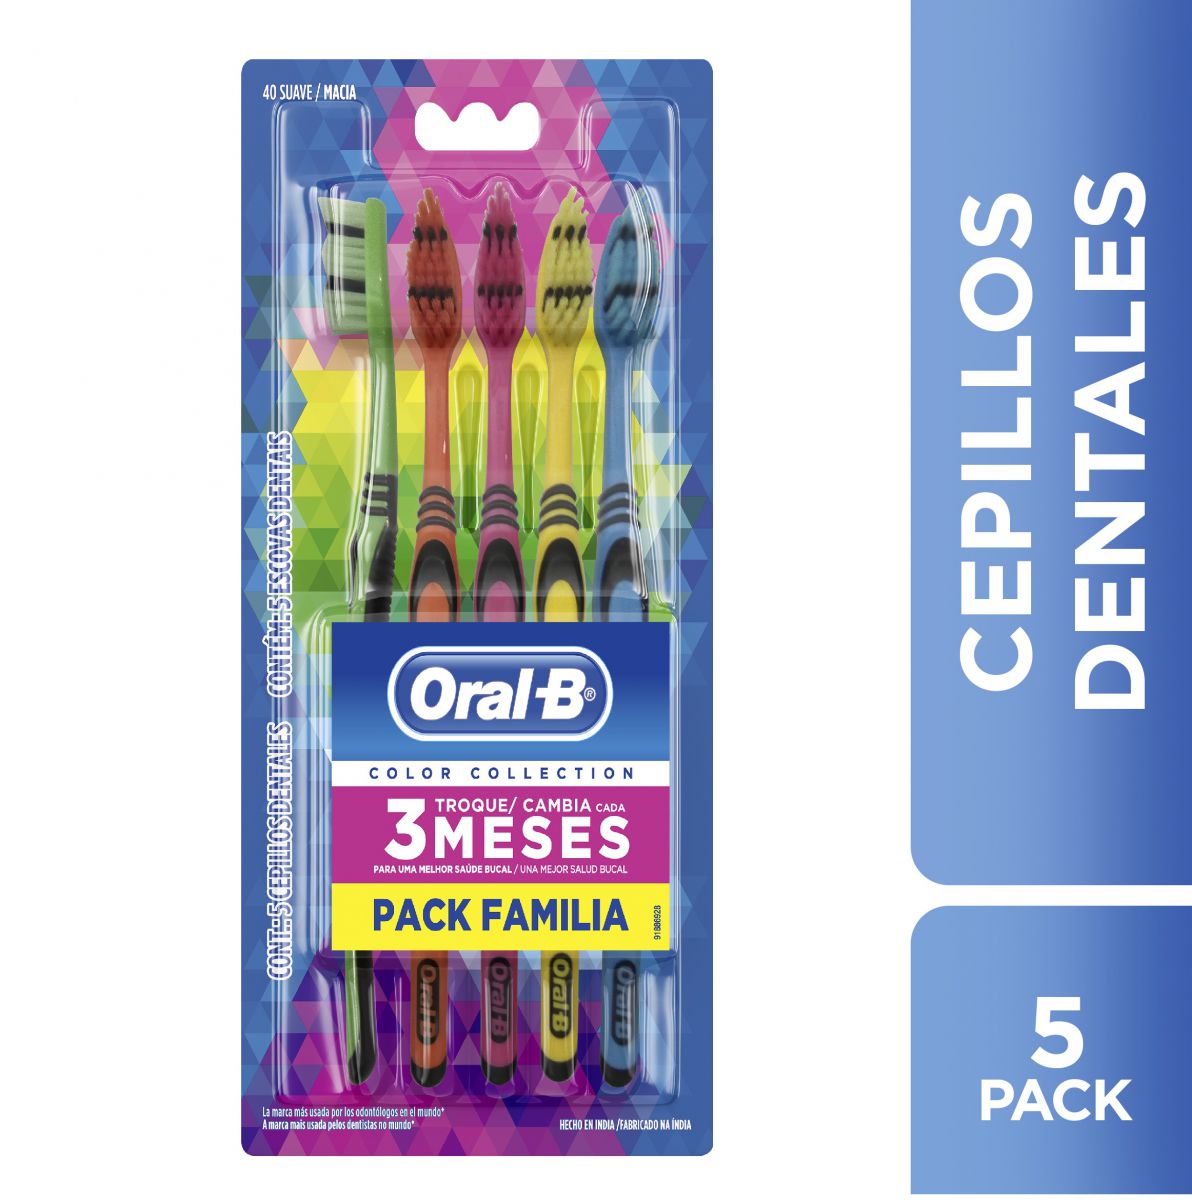 40 SUAVE / MACIA
CONT.: 5 CEPILLOS DENTALES CONTÉM: 5 ESCOVAS DENTAIS
Oral-B®
COLOR COLLECTION
3 TROQUE/ CAMBIA CADA
MESES
PARA UMA MELHOR SAÚDE BUCAL / UNA MEJOR SALUD BUCAL
PACK FAMILIA
91886928
Oral-B
Oral-B
Oral-B
Oral-B
La marca más usada por los odontólogos en el mundo*
A marca mais usada pelos dentistas no mundo*
HECHO EN INDIA /FABRICADO NA ÍNDIA
CEPILLOS
DENTALES
5
PACK